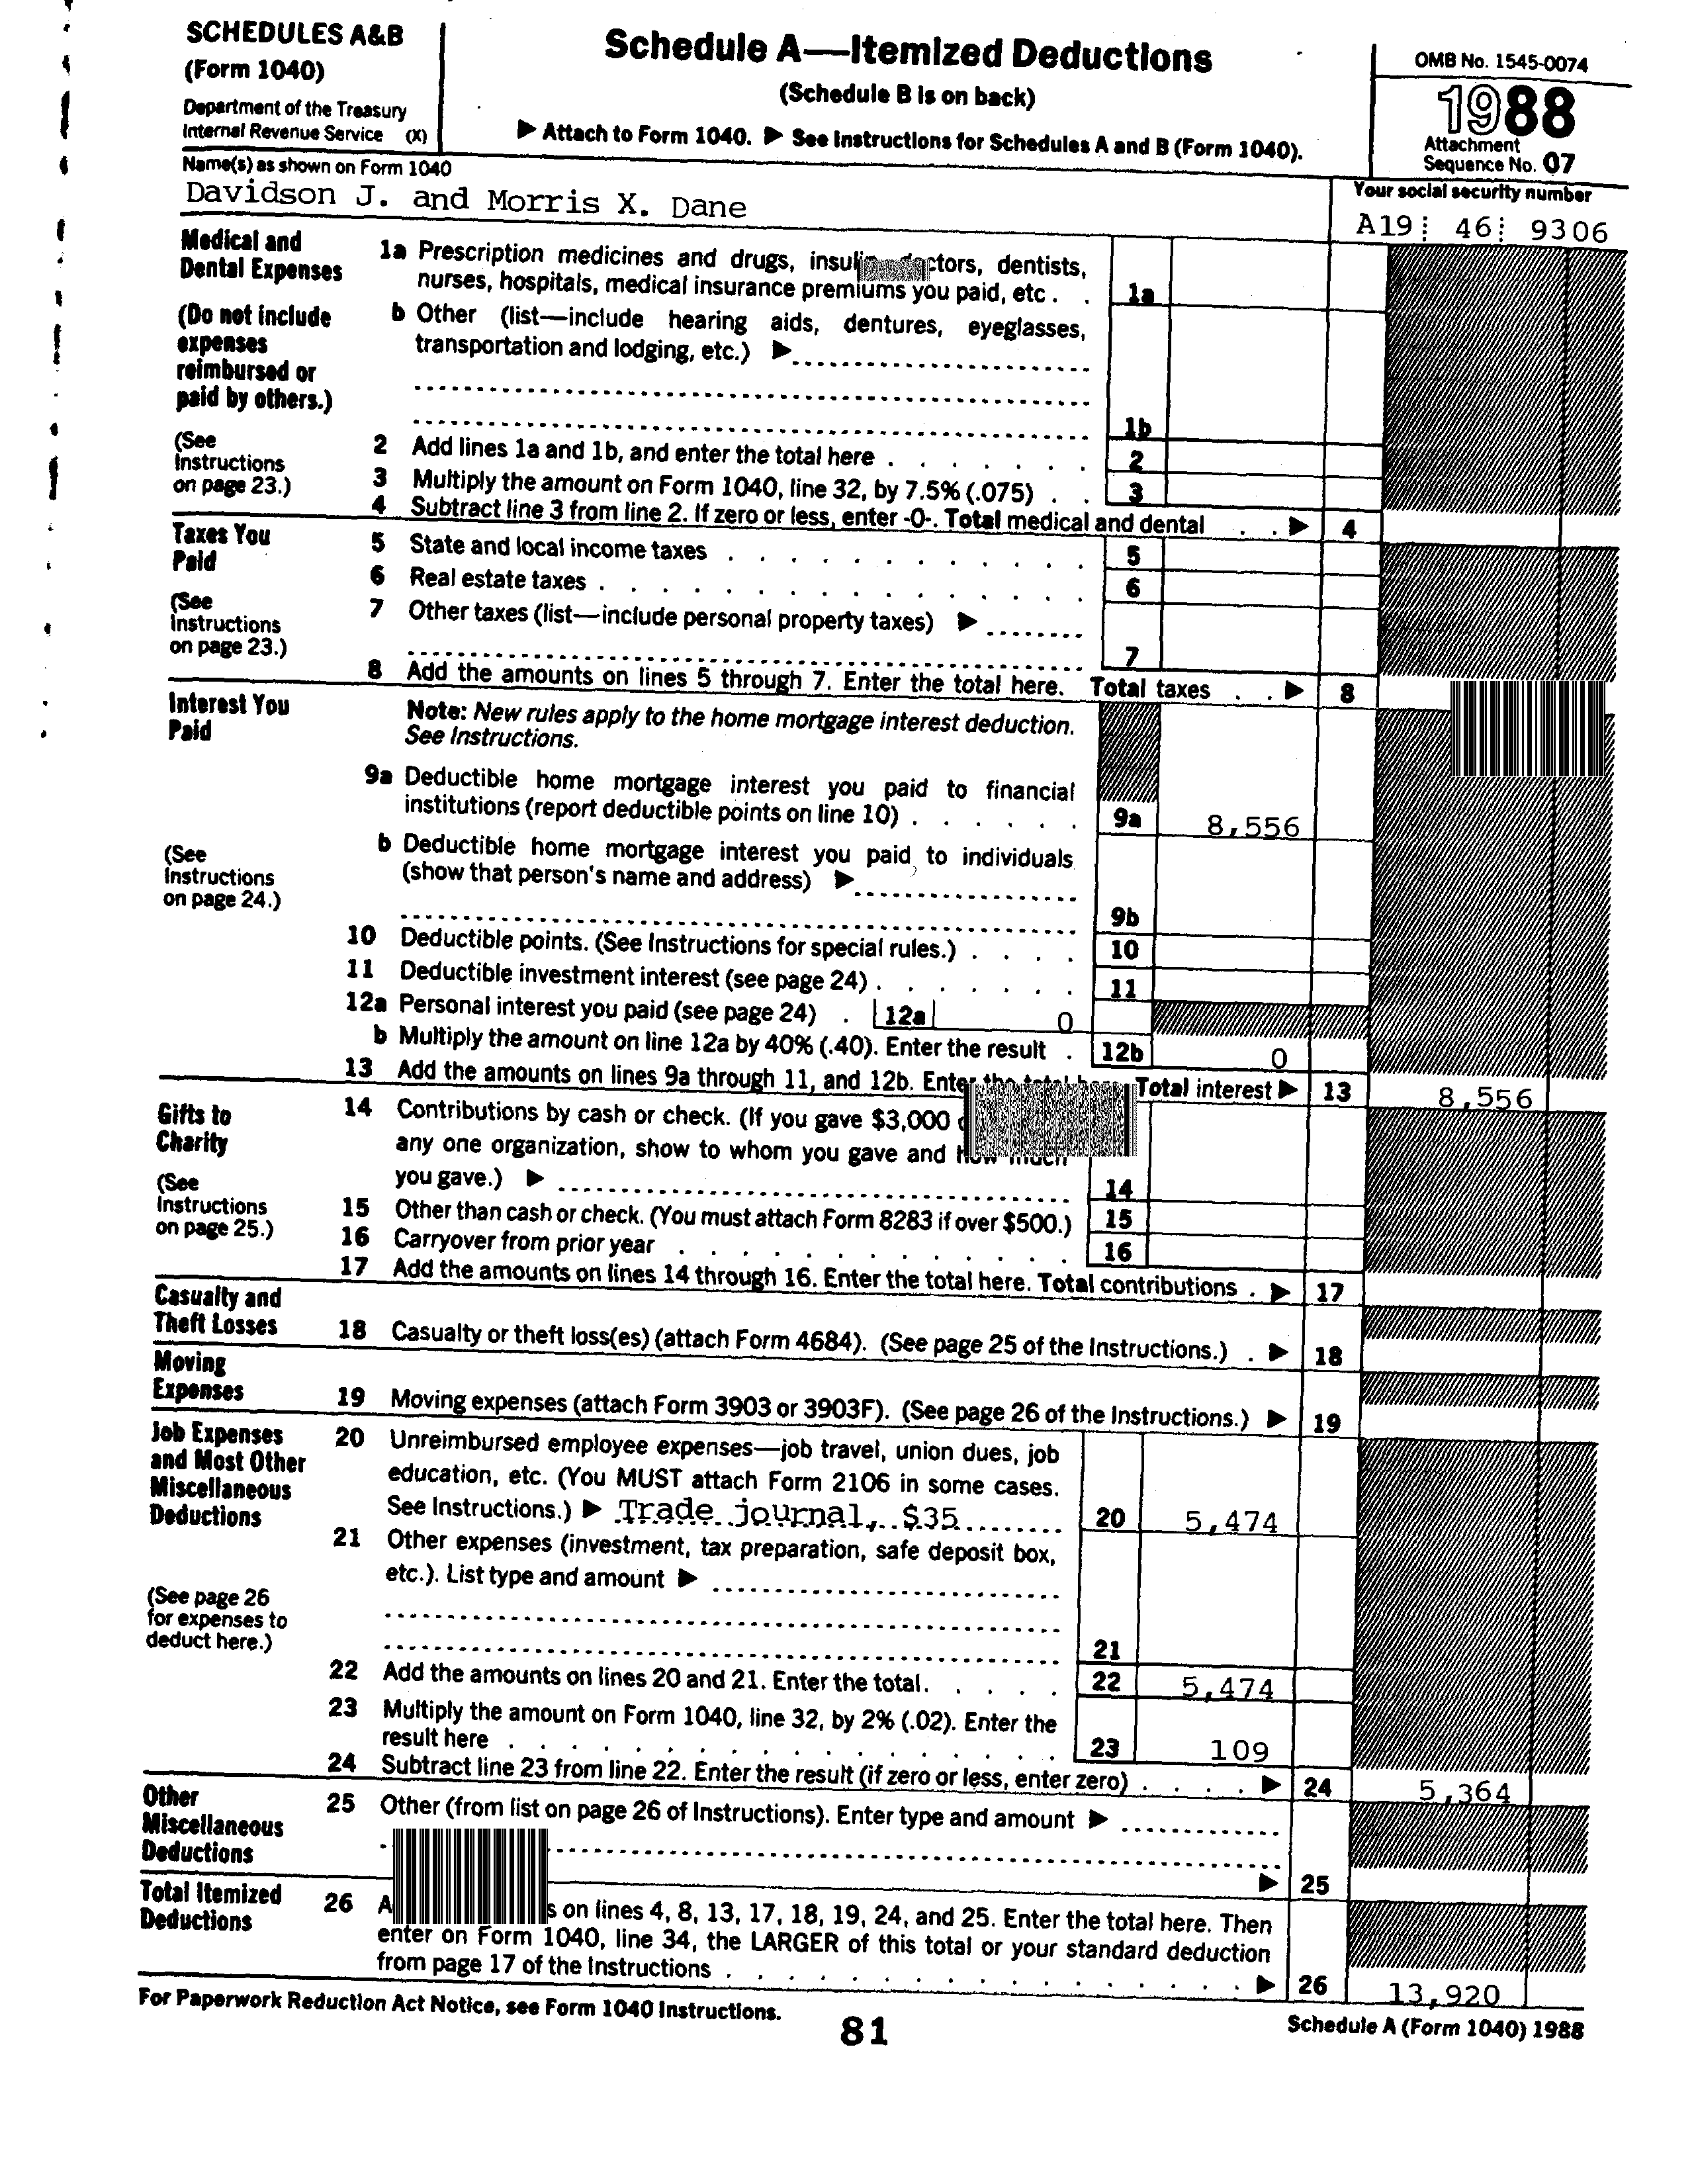 SCHEDULES A&B
(Form 1040)
Department of the Treasury
Internal Revenue Service (X)
Schedule A—Itemized Deductions
(Schedule B is on back)
▶ Attach to Form 1040. ▶ See Instructions for Schedules A and B (Form 1040).
OMB No. 1545-0074
1988
Attachment
Sequence No. 07
Name(s) as shown on Form 1040
Davidson J. and Morris X. Dane
Your social security number
A19 46 9306
Medical and
Dental Expenses
(Do not include
expenses
reimbursed or
paid by others.)
(See
Instructions
on page 23.)
1a Prescription medicines and drugs, dentists,
nurses, hospitals, medical insurance premiums you paid, etc . . 1a
b Other (list—include hearing aids, dentures, eyeglasses,
transportation and lodging, etc.) ▶
1b
2 Add lines 1a and 1b, and enter the total here . . . . . . . 2
3 Multiply the amount on Form 1040, line 32, by 7.5% (.075) . . 3
4 Subtract line 3 from line 2. If zero or less, enter -0-. Total medical and dental . . ▶ 4
Taxes You
Paid
(See
Instructions
on page 23.)
5 State and local income taxes . . . . . . . . . . . . 5
6 Real estate taxes . . . . . . . . . . . . . . . . 6
7 Other taxes (list—include personal property taxes) ▶
7
8 Add the amounts on lines 5 through 7. Enter the total here. Total taxes . . ▶ 8
Interest You
Paid
(See
Instructions
on page 24.)
Note: New rules apply to the home mortgage interest deduction.
See Instructions.
9a Deductible home mortgage interest you paid to financial
institutions (report deductible points on line 10) . . . . . . 9a 8,556
b Deductible home mortgage interest you paid to individuals
(show that person's name and address) ▶
9b
10 Deductible points. (See Instructions for special rules.) . . . . 10
11 Deductible investment interest (see page 24) . . . . . . . 11
12a Personal interest you paid (see page 24) . 12a 0
b Multiply the amount on line 12a by 40% (.40). Enter the result . 12b 0
13 Add the amounts on lines 9a through 11, and 12b. Enter the total Total interest ▶ 13 8,556
Gifts to
Charity
(See
Instructions
on page 25.)
14 Contributions by cash or check. (If you gave $3,000
any one organization, show to whom you gave and how much
you gave.) ▶ 14
15 Other than cash or check. (You must attach Form 8283 if over $500.) 15
16 Carryover from prior year . . . . . . . . . . . . . 16
17 Add the amounts on lines 14 through 16. Enter the total here. Total contributions . ▶ 17
Casualty and
Theft Losses
18 Casualty or theft loss(es) (attach Form 4684). (See page 25 of the Instructions.) . ▶ 18
Moving
Expenses
19 Moving expenses (attach Form 3903 or 3903F). (See page 26 of the Instructions.) ▶ 19
Job Expenses
and Most Other
Miscellaneous
Deductions
(See page 26
for expenses to
deduct here.)
20 Unreimbursed employee expenses—job travel, union dues, job
education, etc. (You MUST attach Form 2106 in some cases.
See Instructions.) ▶ Trade journal, $35 20 5,474
21 Other expenses (investment, tax preparation, safe deposit box,
etc.). List type and amount ▶
21
22 Add the amounts on lines 20 and 21. Enter the total. . . . . 22 5,474
23 Multiply the amount on Form 1040, line 32, by 2% (.02). Enter the
result here . . . . . . . . . . . . . . . . . . 23 109
24 Subtract line 23 from line 22. Enter the result (if zero or less, enter zero) . . . . ▶ 24 5,364
Other
Miscellaneous
Deductions
25 Other (from list on page 26 of Instructions). Enter type and amount ▶
▶ 25
Total Itemized
Deductions
26 on lines 4, 8, 13, 17, 18, 19, 24, and 25. Enter the total here. Then
enter on Form 1040, line 34, the LARGER of this total or your standard deduction
from page 17 of the Instructions . . . . . . . . . . . . . . . . . ▶ 26 13,920
For Paperwork Reduction Act Notice, see Form 1040 Instructions.
81
Schedule A (Form 1040) 1988